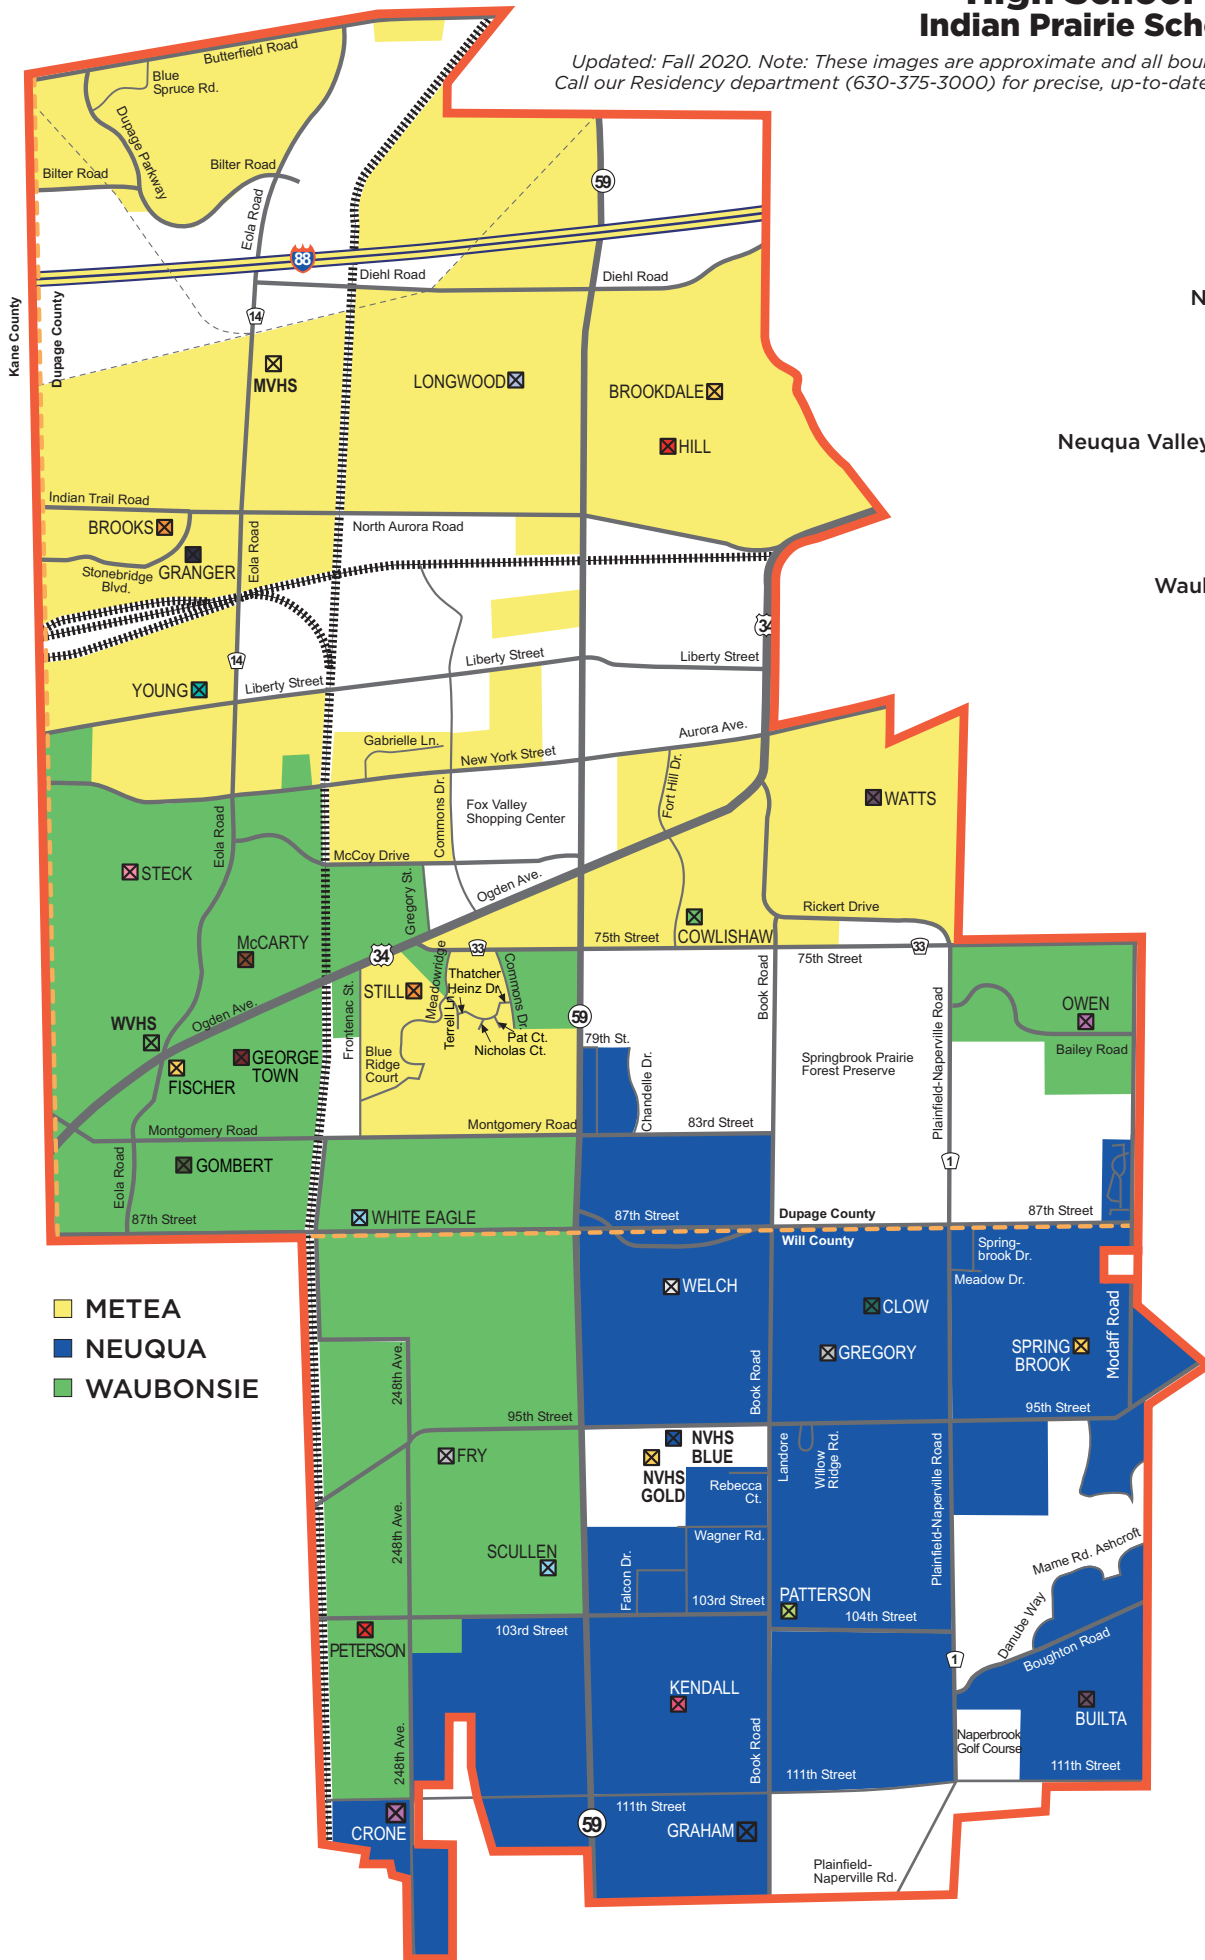 Indian Prairie Sch
Updated: Fall 2020. Note: These images are approximate and all bou
Call our Residency department (630-375-3000) for precise, up-to-date
Butterfield Road
Blue
Spruce Rd.
Dupage Parkway
Bilter Road
Bilter Road
Eola Road
59
88
Diehl Road
Diehl Road
Kane County
Dupage County
14
N
MVHS
LONGWOOD
BROOKDALE
HILL
Neuqua Valley
Indian Trail Road
BROOKS
North Aurora Road
Eola Road
GRANGER
Stonebridge
Blvd.
34
14
Liberty Street
Liberty Street
YOUNG
Liberty Street
Gabrielle Ln.
New York Street
Aurora Ave.
Fort Hill Dr.
Commons Dr.
Fox Valley
Shopping Center
WATTS
Eola Road
McCoy Drive
STECK
Gregory St.
Ogden Ave.
Rickert Drive
75th Street
COWLISHAW
McCARTY
34
33
33
75th Street
Book Road
Meadowridge
Thatcher
Heinz Dr.
Commons Dr.
STILL
Terrell Ln.
OWEN
WVHS
Ogden Ave.
Frontenac St.
59
Pat Ct.
Nicholas Ct.
79th St.
Chandelle Dr.
Springbrook Prairie
Forest Preserve
Plainfield-Naperville Road
Bailey Road
FISCHER
GEORGE
TOWN
Blue
Ridge
Court
Montgomery Road
Montgomery Road
83rd Street
GOMBERT
1
Eola Road
87th Street
WHITE EAGLE
87th Street
Dupage County
87th Street
Will County
Spring-
brook Dr.
Meadow Dr.
WELCH
CLOW
GREGORY
SPRING
BROOK
Modaff Road
METEA
NEUQUA
WAUBONSIE
248th Ave.
Book Road
95th Street
95th Street
FRY
NVHS
BLUE
NVHS
GOLD
Landore
Willow
Ridge Rd.
Plainfield-Naperville Road
Rebecca
Ct.
248th Ave.
Wagner Rd.
Mame Rd. Ashcroft
SCULLEN
Falcon Dr.
103rd Street
PATTERSON
104th Street
Danube Way
Boughton Road
103rd Street
PETERSON
1
KENDALL
BUILTA
Naperbrook
Golf Course
248th Ave.
Book Road
111th Street
111th Street
111th Street
CRONE
59
GRAHAM
Plainfield-
Naperville Rd.